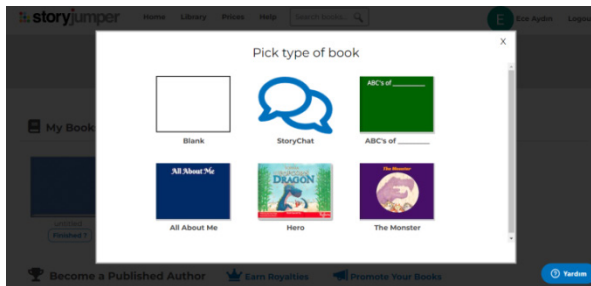 storyjumper Home Library Prices Help Search Books... E Ece Aydın Logout
X
Pick type of book
ABC's of ________
Blank StoryChat ABC's of ________
All About Me
DRAGON
The Monster
All About Me Hero The Monster
My Book
untitled
Finished ?
Become a Published Author Earn Royalties Promote Your Books
Yardım